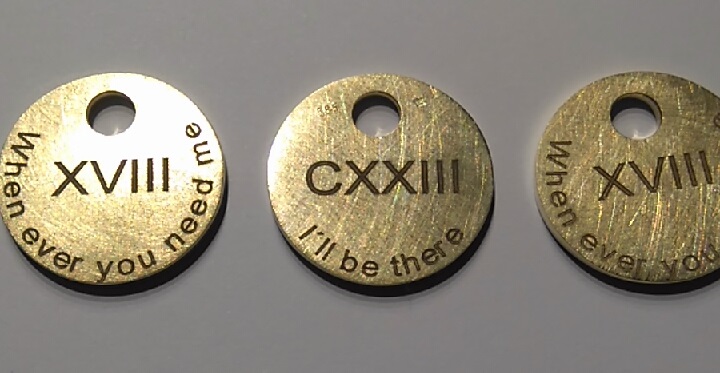 XVIII
When ever you need me
CXXIII
I'll be there
XVIII
When ever you